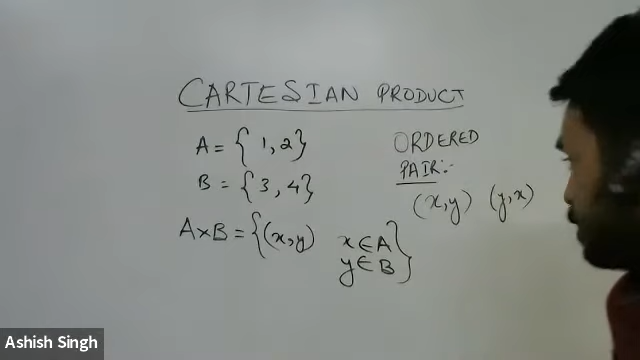 CARTESIAN PRODUCT
A = { 1, 2 }
B = { 3, 4 }
A×B = { (x, y) x ∈ A
y ∈ B }
ORDERED
PAIR:-
(x, y) (y, x)
Ashish Singh